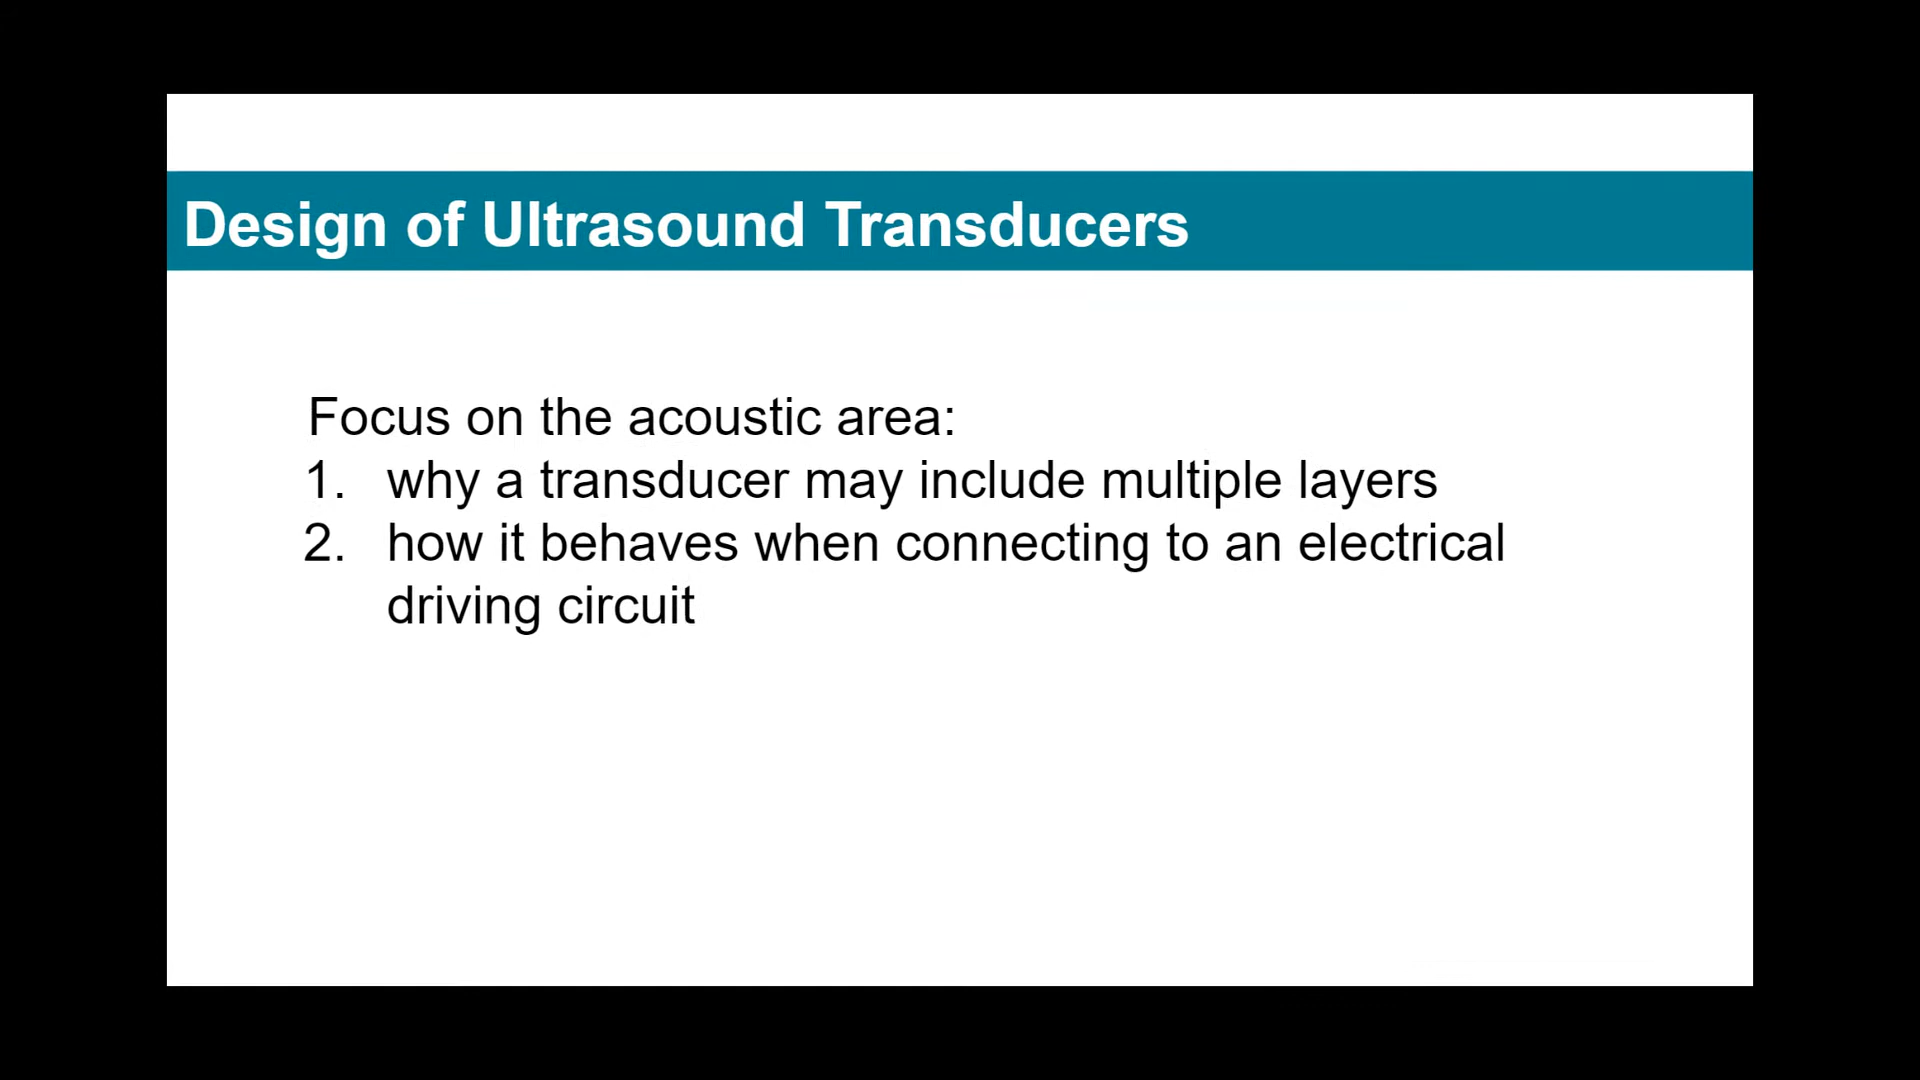 Design of Ultrasound Transducers
Focus on the acoustic area:
1. why a transducer may include multiple layers
2. how it behaves when connecting to an electrical
driving circuit